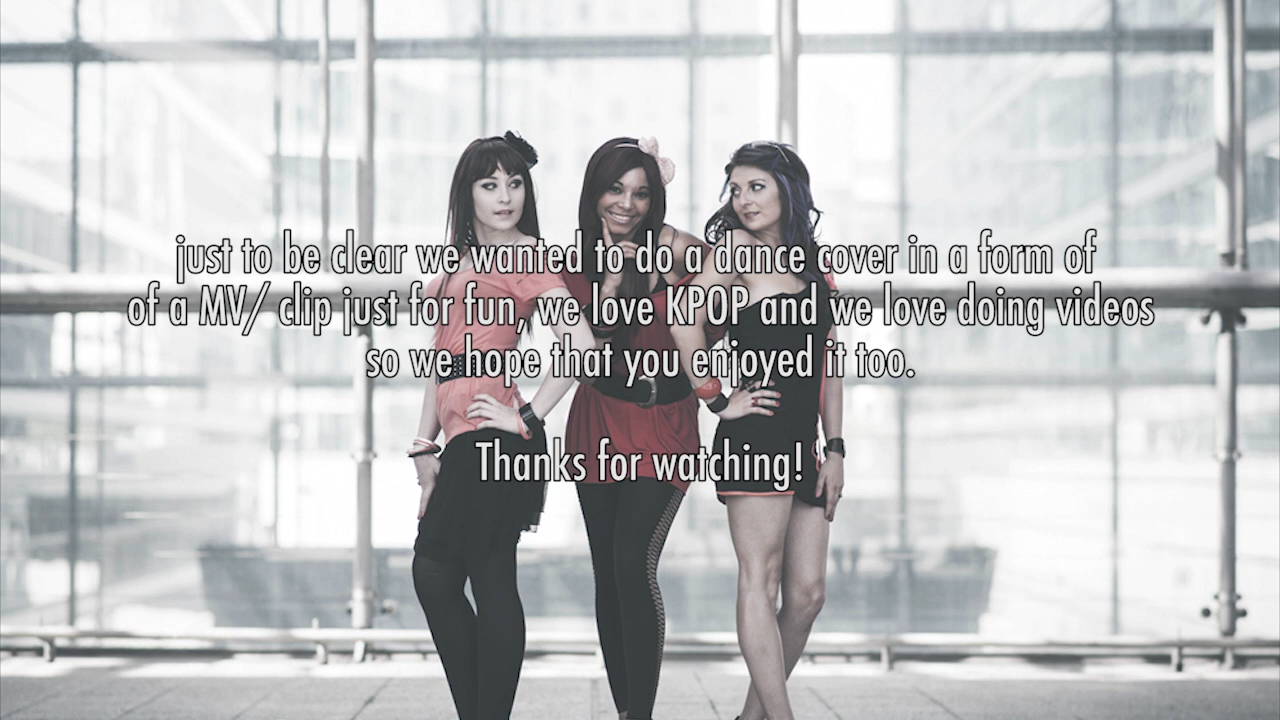 just to be clear we wanted to do a dance cover in a form of
of a MV/ clip just for fun, we love KPOP and we love doing videos
so we hope that you enjoyed it too.
Thanks for watching!